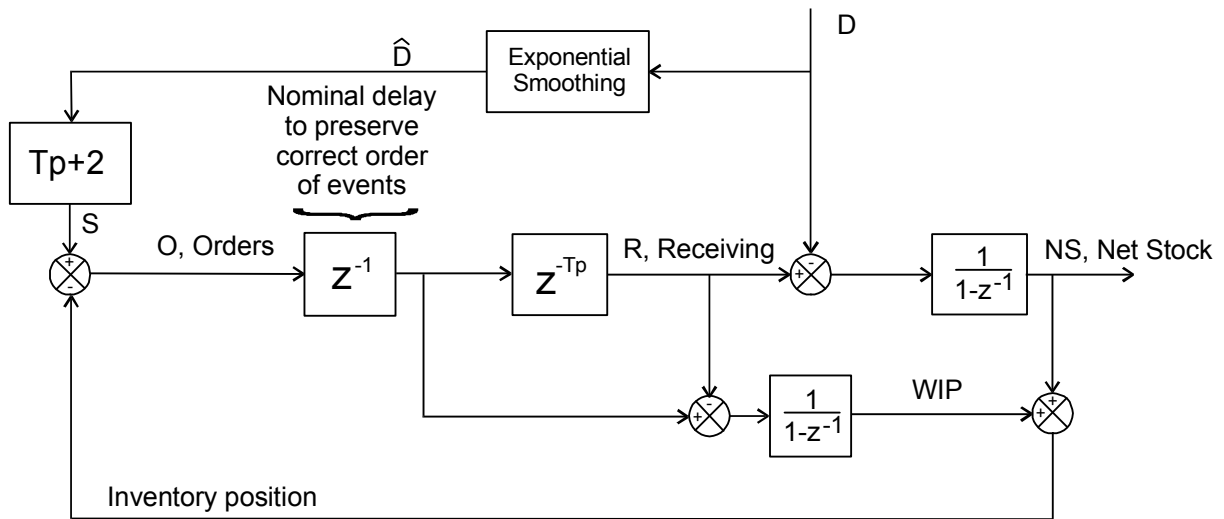 D
D̂
Exponential
Smoothing
Nominal delay
to preserve
correct order
of events
Tp+2
S
+
-
O, Orders
z-1
z-Tp
R, Receiving
-
+
1
1-z-1
NS, Net Stock
-
+
1
1-z-1
WIP
+
+
Inventory position